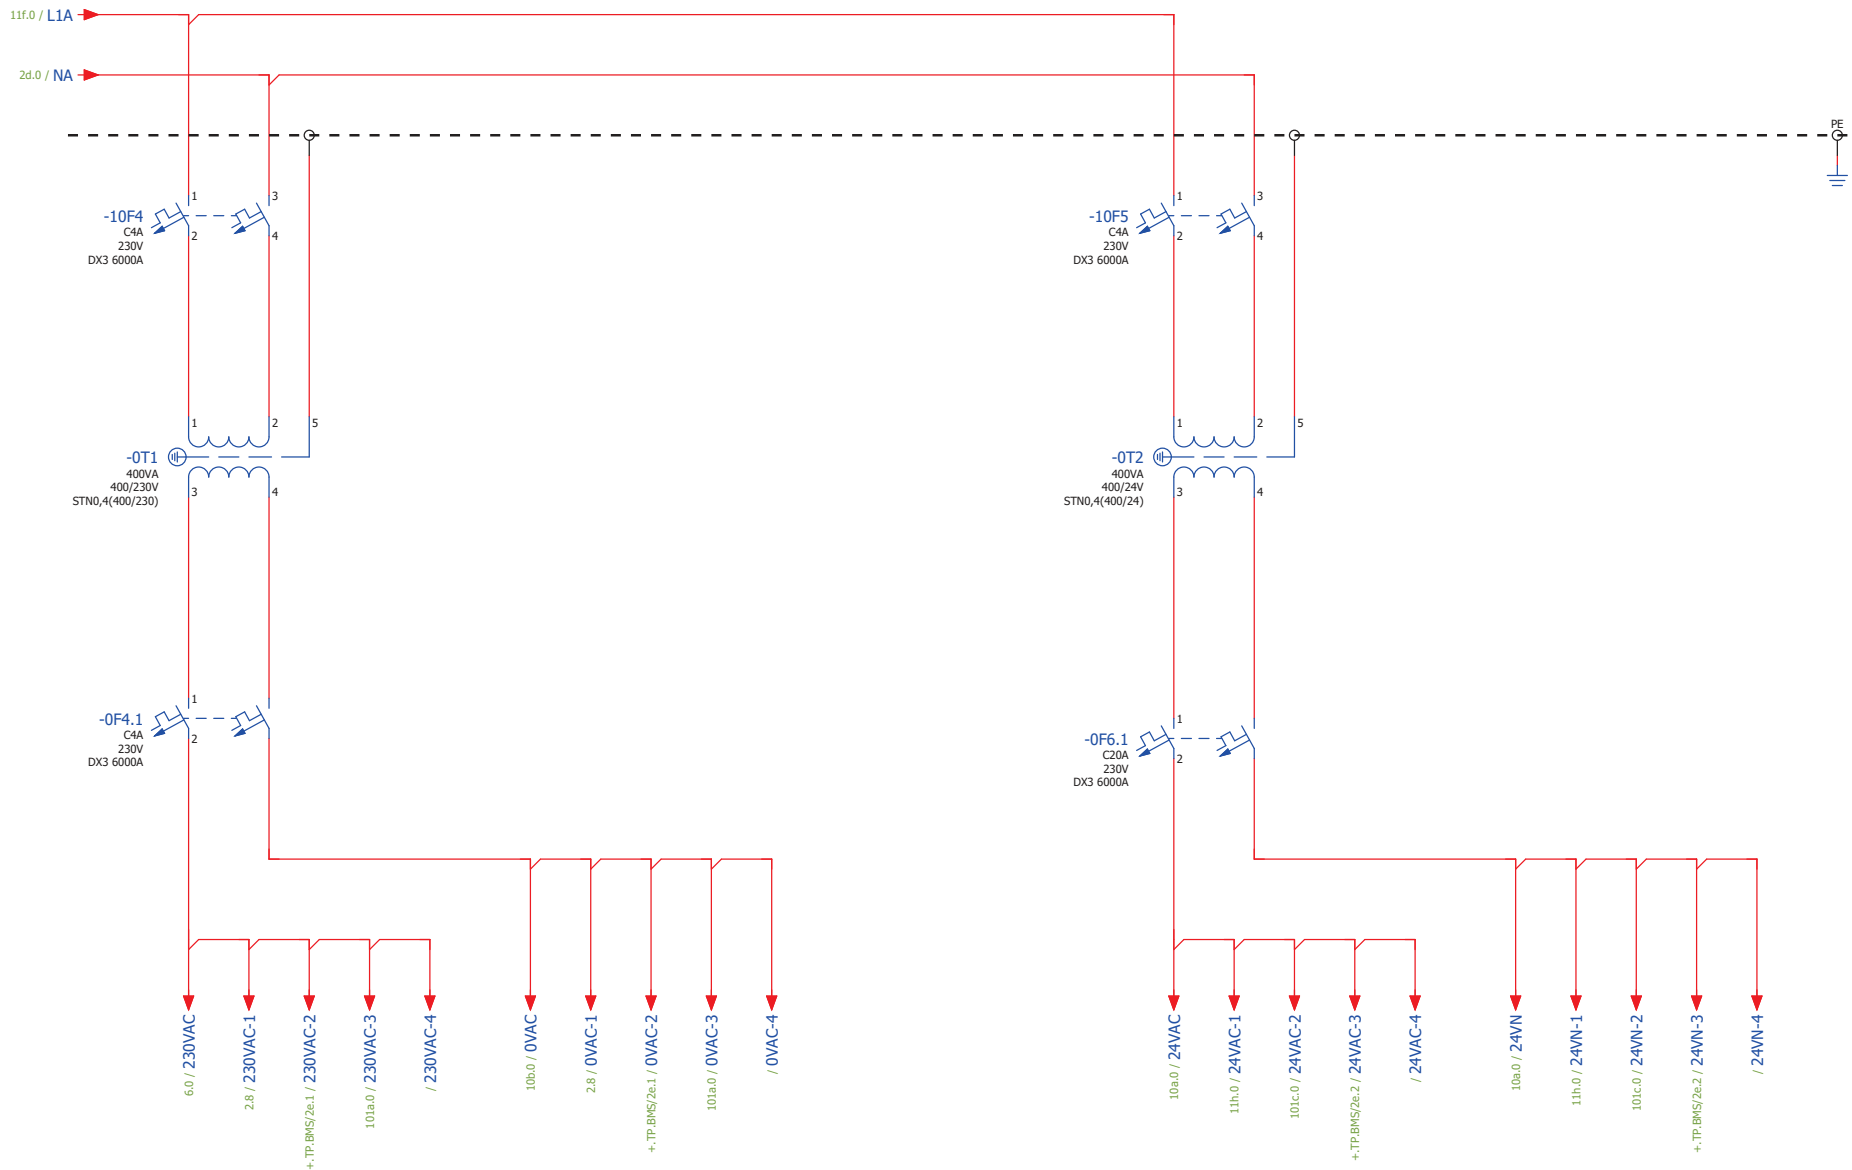 11f.0 / L1A
2d.0 / NA
PE
1
3
-10F4
C4A
230V
DX3 6000A
2
4
1
3
-10F5
C4A
230V
DX3 6000A
2
4
1
2
5
-0T1
400VA
400/230V
STN0,4(400/230)
3
4
1
2
5
-0T2
400VA
400/24V
STN0,4(400/24)
3
4
1
-0F4.1
C4A
230V
DX3 6000A
2
1
-0F6.1
C20A
230V
DX3 6000A
2
6.0 / 230VAC
2.8 / 230VAC-1
+.TP.BMS/2e.1 / 230VAC-2
101a.0 / 230VAC-3
/ 230VAC-4
10b.0 / 0VAC
2.8 / 0VAC-1
+.TP.BMS/2e.1 / 0VAC-2
101a.0 / 0VAC-3
/ 0VAC-4
10a.0 / 24VAC
11h.0 / 24VAC-1
101c.0 / 24VAC-2
+.TP.BMS/2e.2 / 24VAC-3
/ 24VAC-4
10a.0 / 24VN
11h.0 / 24VN-1
101c.0 / 24VN-2
+.TP.BMS/2e.2 / 24VN-3
/ 24VN-4